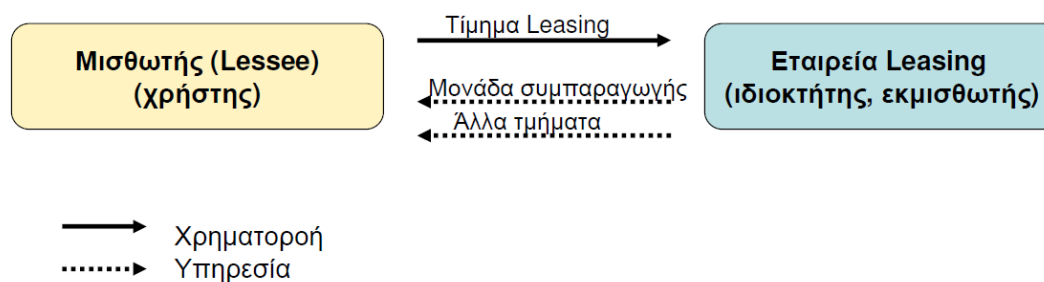 Τίμημα Leasing
Μισθωτής (Lessee)
(χρήστης)
Εταιρεία Leasing
(ιδιοκτήτης, εκμισθωτής)
Μονάδα συμπαραγωγής
Άλλα τμήματα
Χρηματοροή
Υπηρεσία